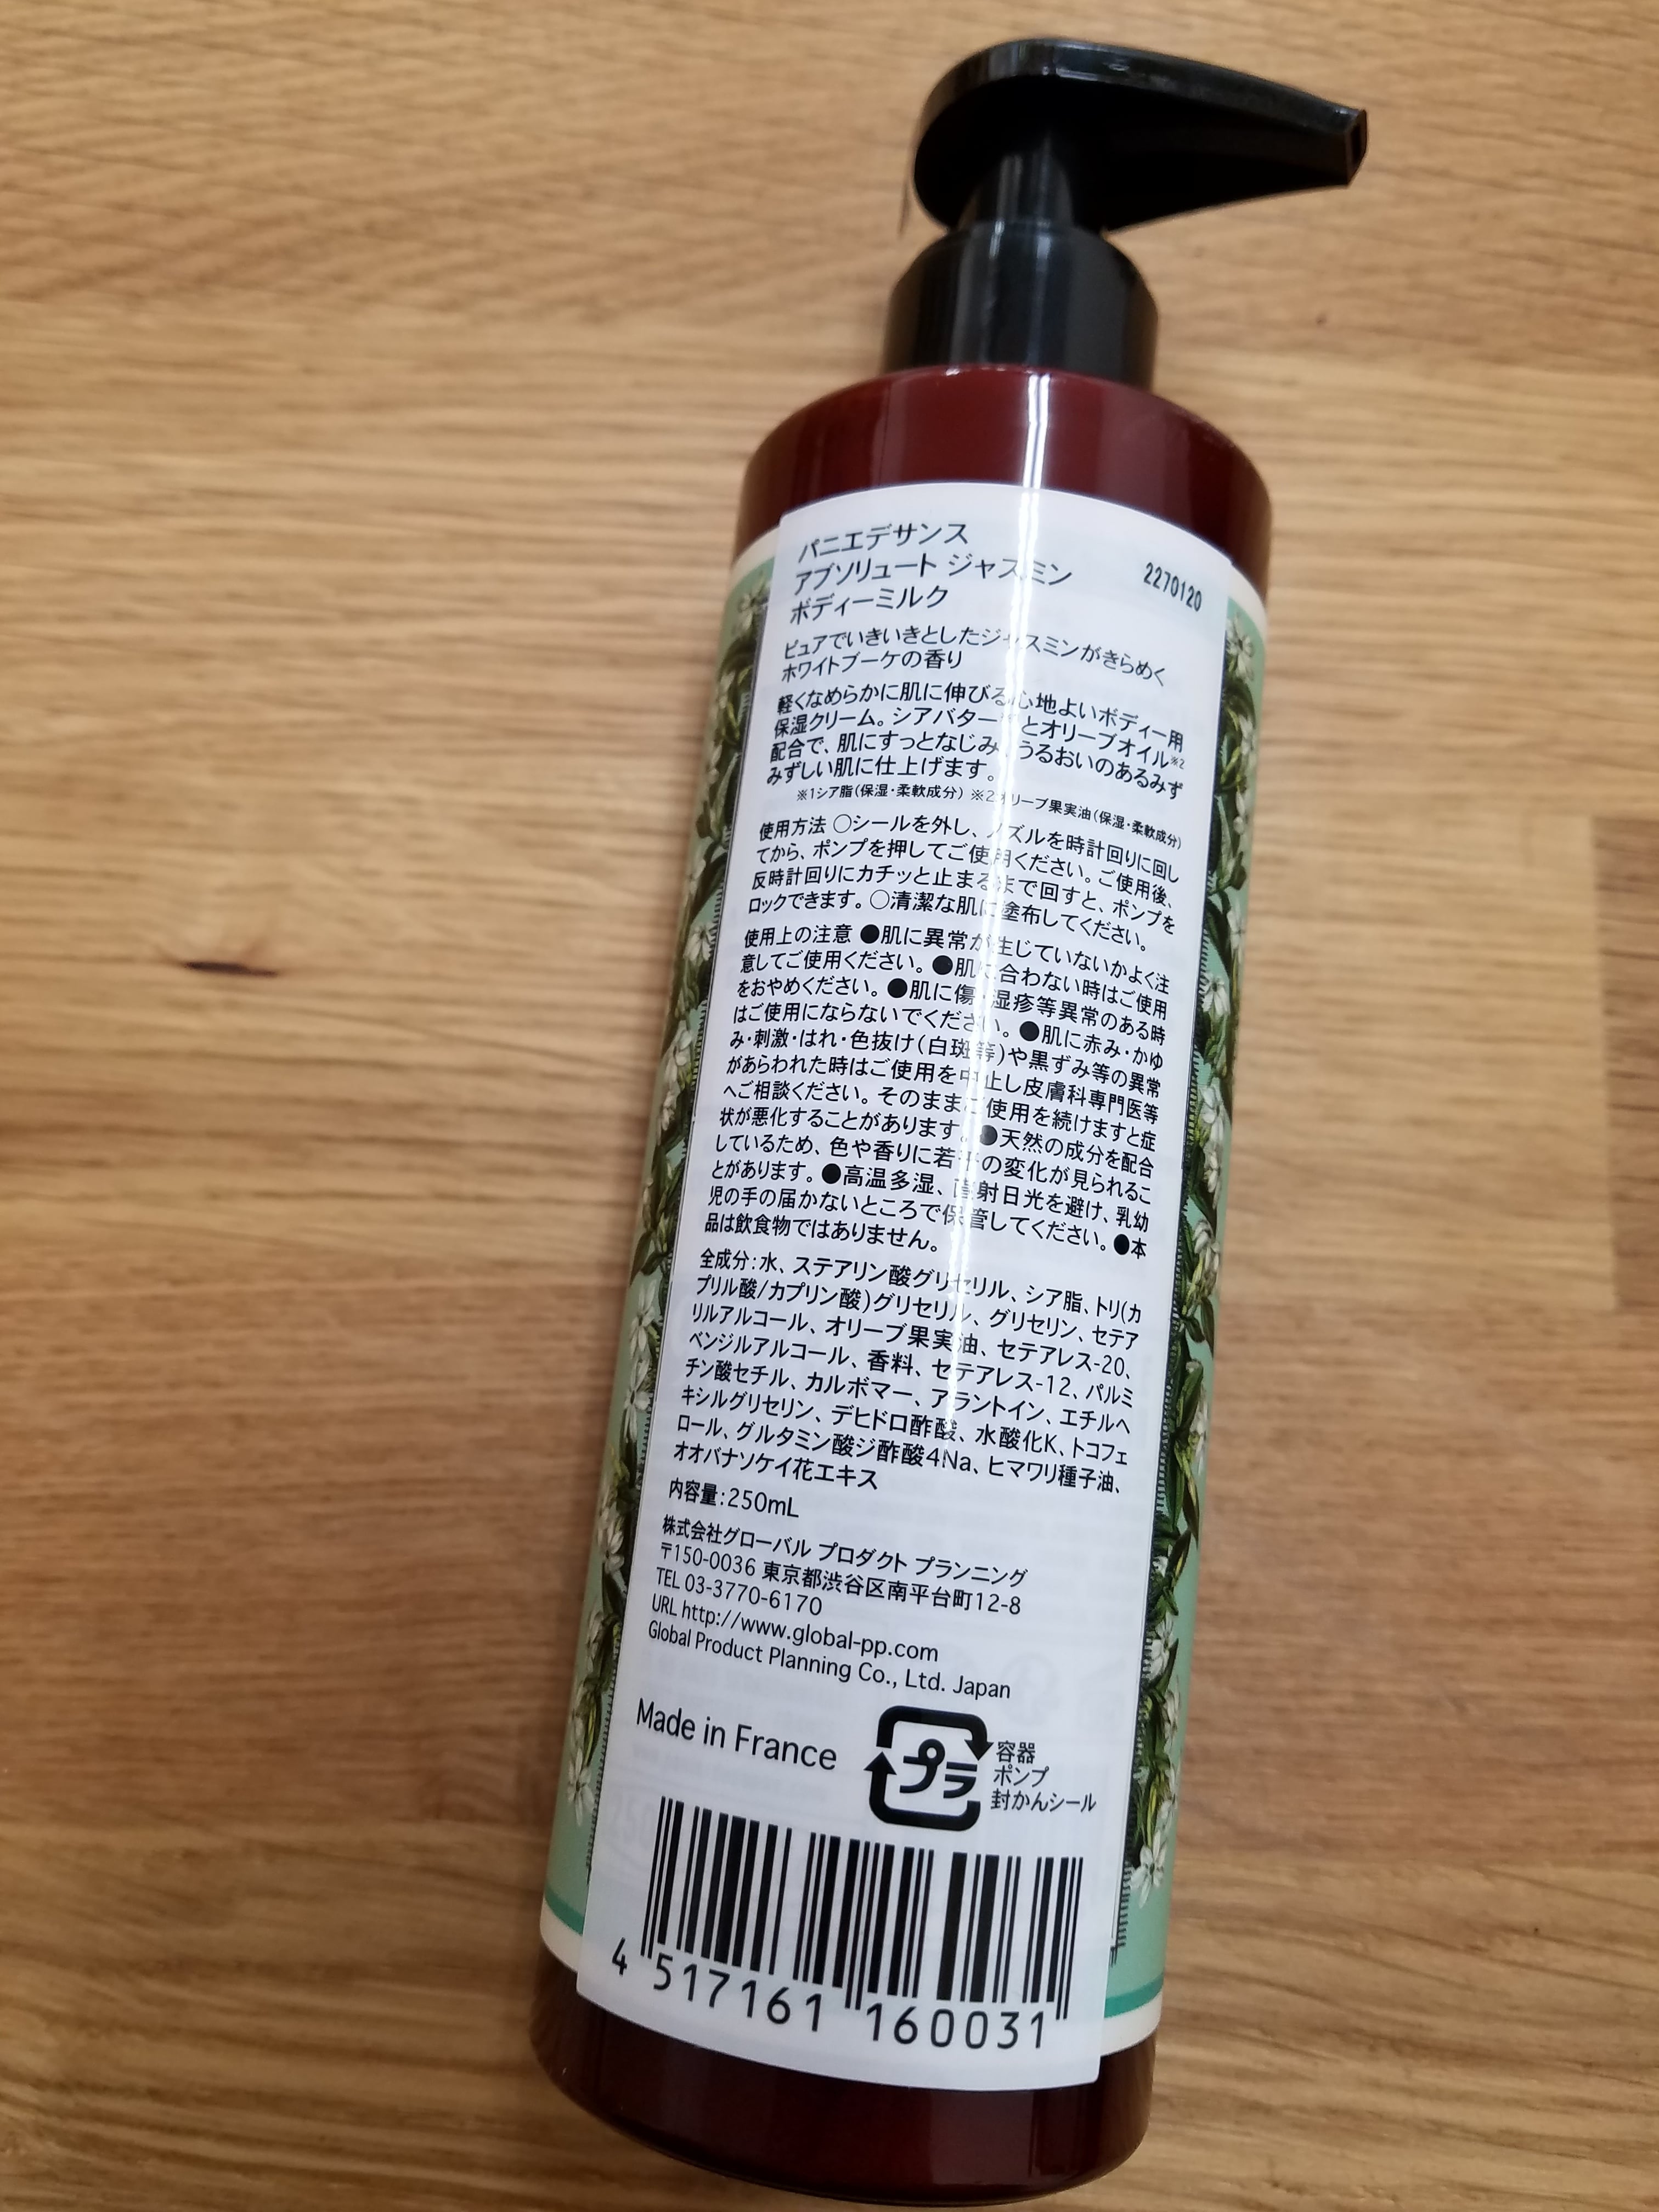 パニエデサンス
アブソリュート ジャスミン
ボディーミルク
2270120
ピュアでいきいきとしたジャスミンがきらめく
ホワイトブーケの香り
軽くなめらかに肌に伸びる心地よいボディー用
保湿クリーム。シアバター とオリーブオイル※2
配合で、肌にすっとなじみ、うるおいのあるみず
みずしい肌に仕上げます。
※1シア脂(保湿・柔軟成分) ※2オリーブ果実油(保湿・柔軟成分)
使用方法 ○シールを外し、ノズルを時計回りに回し
てから、ポンプを押してご使用ください。ご使用後、
反時計回りにカチッと止まるまで回すと、ポンプを
ロックできます。○清潔な肌に塗布してください。
使用上の注意 ●肌に異常が生じていないかよく注
意してご使用ください。●肌に合わない時はご使用
をおやめください。●肌に傷・湿疹等異常のある時
はご使用にならないでください。●肌に赤み・かゆ
み・刺激・はれ・色抜け(白斑等)や黒ずみ等の異常
があらわれた時はご使用を中止し皮膚科専門医等
へご相談ください。そのままご使用を続けますと症
状が悪化することがあります。●天然の成分を配合
しているため、色や香りに若干の変化が見られるこ
とがあります。●高温多湿、直射日光を避け、乳幼
児の手の届かないところで保管してください。●本
品は飲食物ではありません。
全成分:水、ステアリン酸グリセリル、シア脂、トリ(カ
プリル酸/カプリン酸)グリセリル、グリセリン、セテア
リルアルコール、オリーブ果実油、セテアレス-20、
ベンジルアルコール、香料、セテアレス-12、パルミ
チン酸セチル、カルボマー、アラントイン、エチルヘ
キシルグリセリン、デヒドロ酢酸、水酸化K、トコフェ
ロール、グルタミン酸ジ酢酸4Na、ヒマワリ種子油、
オオバナソケイ花エキス
内容量:250mL
株式会社グローバル プロダクト プランニング
〒150-0036 東京都渋谷区南平台町12-8
TEL 03-3770-6170
URL http://www.global-pp.com
Global Product Planning Co., Ltd. Japan
Made in France
プラ
容器
ポンプ
封かんシール
4 517161 160031